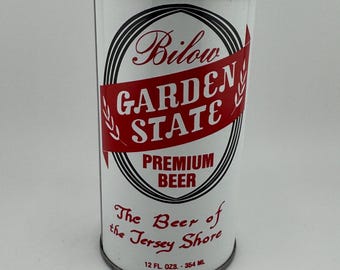 Bilow
GARDEN
STATE
PREMIUM
BEER
The Beer of
the Jersey Shore
12 FL. OZS. - 354 ML